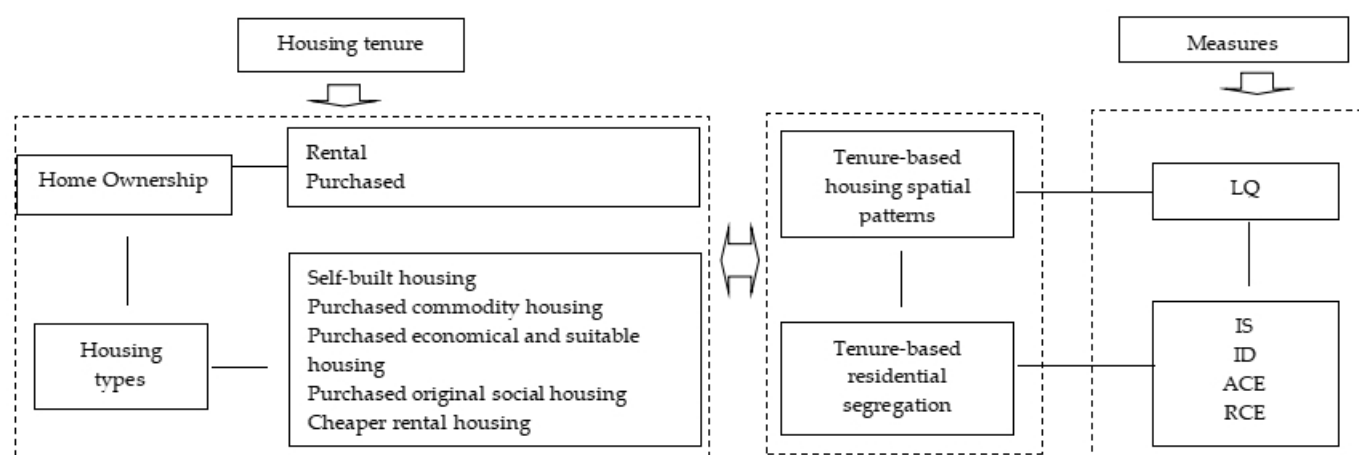 Housing tenure
Measures
Home Ownership
Rental
Purchased
Housing
types
Self-built housing
Purchased commodity housing
Purchased economical and suitable
housing
Purchased original social housing
Cheaper rental housing
Tenure-based
housing spatial
patterns
Tenure-based
residential
segregation
LQ
IS
ID
ACE
RCE